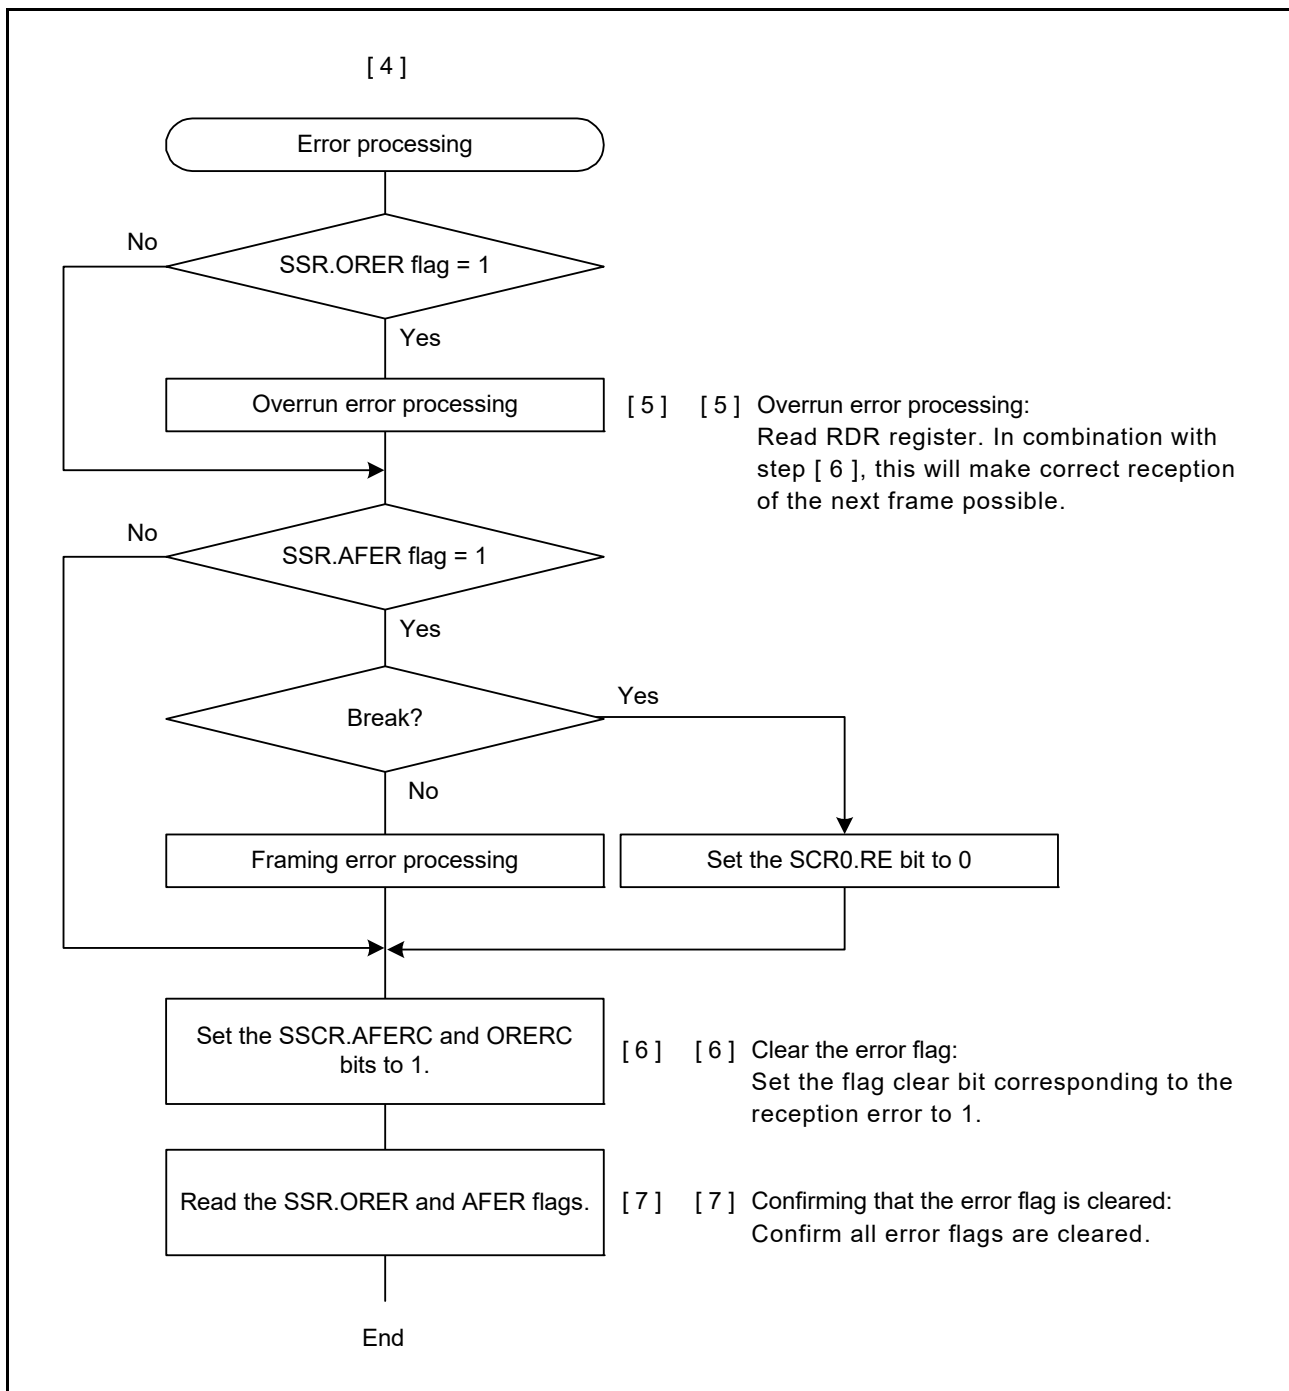 [ 4 ]
Error processing
No
SSR.ORER flag = 1
Yes
Overrun error processing
[ 5 ] [ 5 ] Overrun error processing:
Read RDR register. In combination with
step [ 6 ], this will make correct reception
of the next frame possible.
No
SSR.AFER flag = 1
Yes
Break?
Yes
No
Framing error processing
Set the SCR0.RE bit to 0
Set the SSCR.AFERC and ORERC
bits to 1.
[ 6 ] [ 6 ] Clear the error flag:
Set the flag clear bit corresponding to the
reception error to 1.
Read the SSR.ORER and AFER flags.
[ 7 ] [ 7 ] Confirming that the error flag is cleared:
Confirm all error flags are cleared.
End